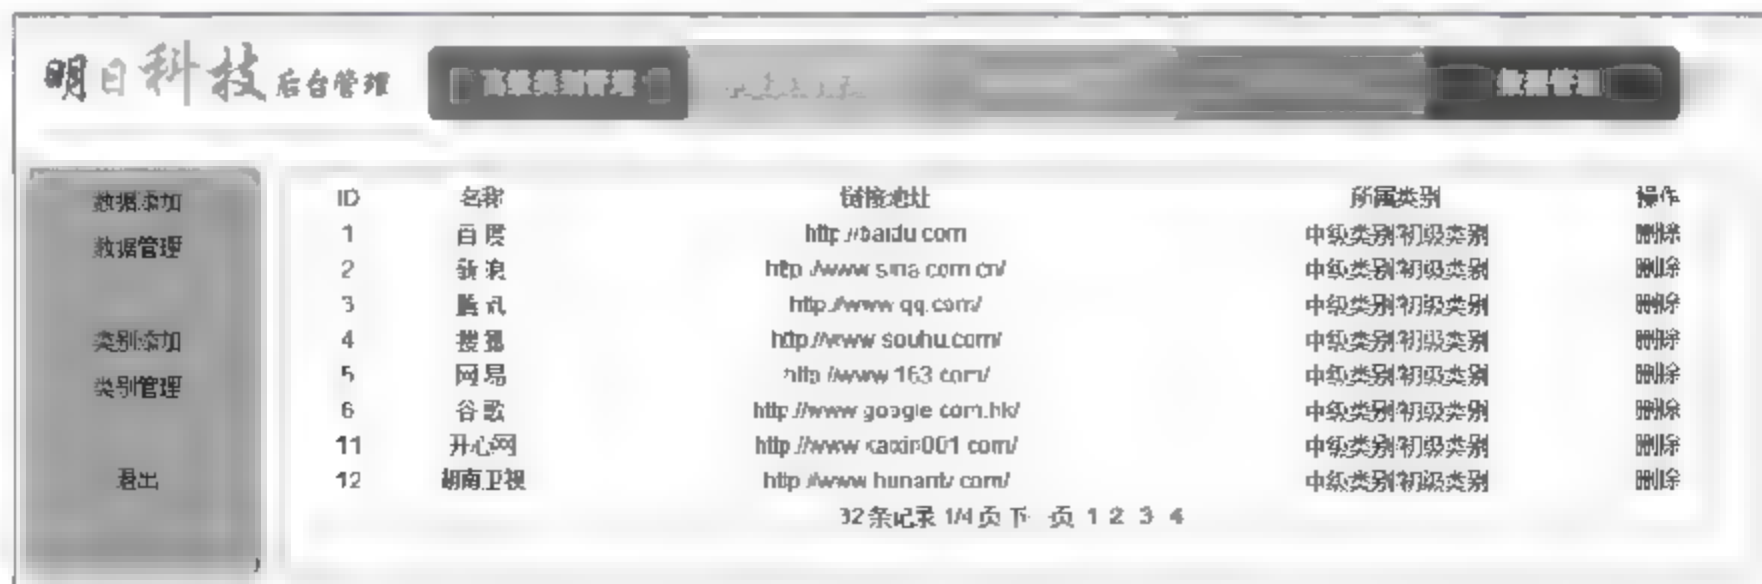 明日科技后台管理
高级类别管理
数据管理
数据添加
数据管理
类别添加
类别管理
退出
ID 名称 链接地址 所属类别 操作
1 百度 http://baidu.com 中级类别初级类别 删除
2 新浪 http://www.sina.com.cn/ 中级类别初级类别 删除
3 腾讯 http://www.qq.com/ 中级类别初级类别 删除
4 搜狐 http://www.souhu.com/ 中级类别初级类别 删除
5 网易 http://www.163.com/ 中级类别初级类别 删除
6 谷歌 http://www.google.com.hk/ 中级类别初级类别 删除
11 开心网 http://www.kaixin001.com/ 中级类别初级类别 删除
12 湖南卫视 http://www.hunantv.com/ 中级类别初级类别 删除
32条记录 1/4页 下一页 1 2 3 4